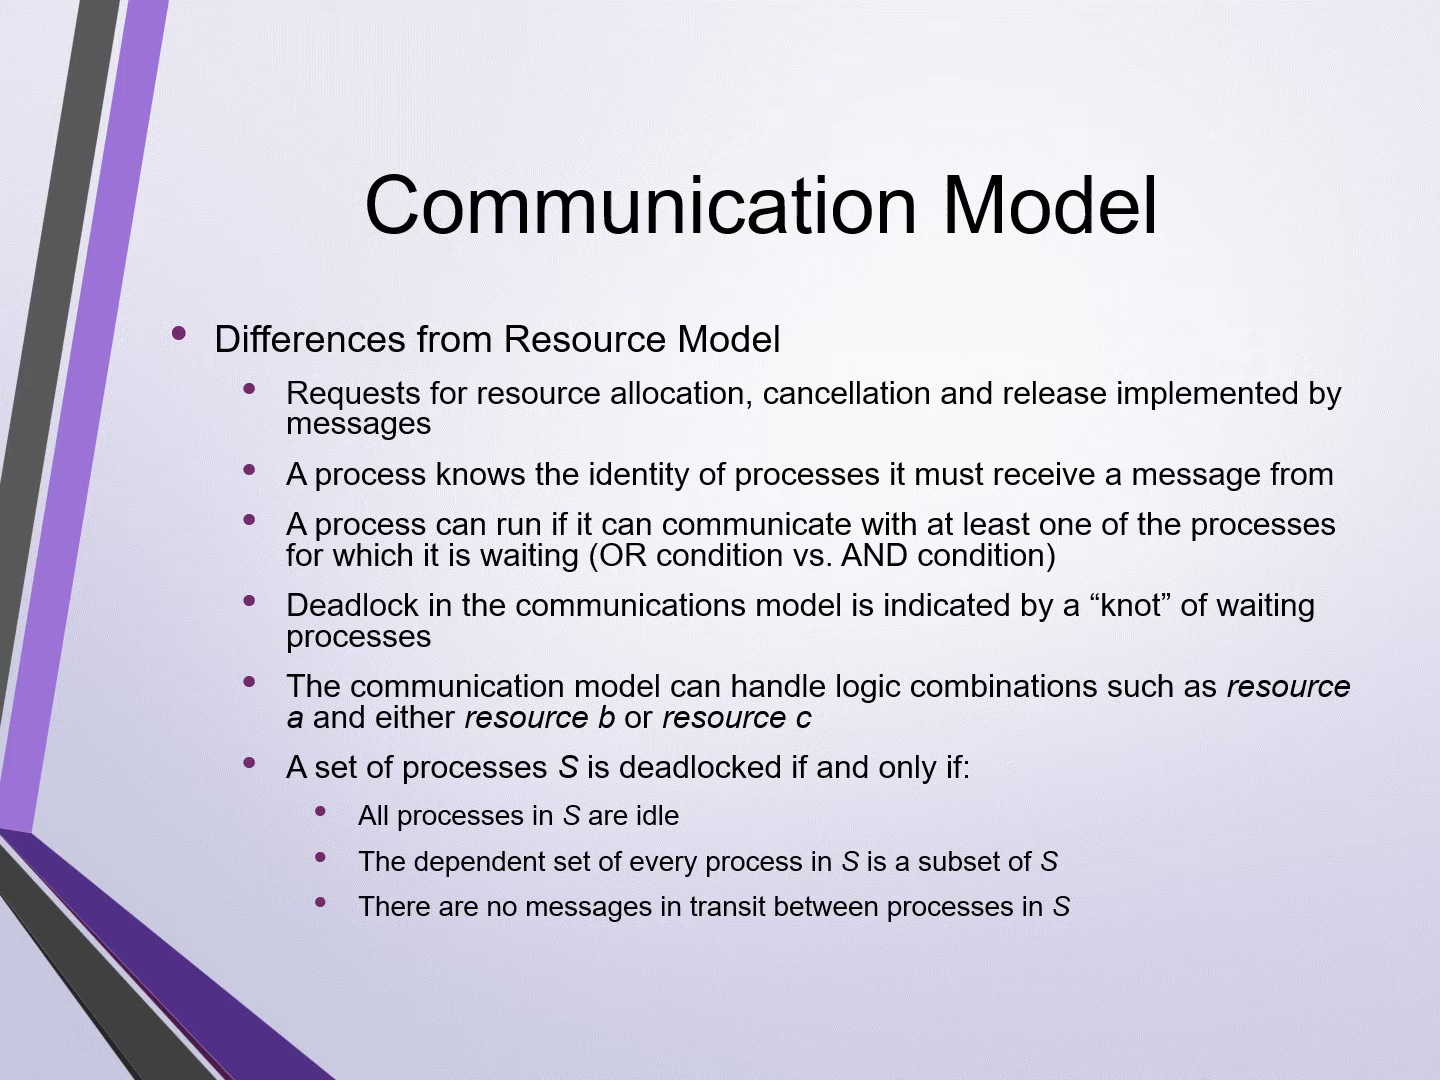 Communication Model
• Differences from Resource Model
• Requests for resource allocation, cancellation and release implemented by
messages
• A process knows the identity of processes it must receive a message from
• A process can run if it can communicate with at least one of the processes
for which it is waiting (OR condition vs. AND condition)
• Deadlock in the communications model is indicated by a “knot” of waiting
processes
• The communication model can handle logic combinations such as resource
a and either resource b or resource c
• A set of processes S is deadlocked if and only if:
• All processes in S are idle
• The dependent set of every process in S is a subset of S
• There are no messages in transit between processes in S